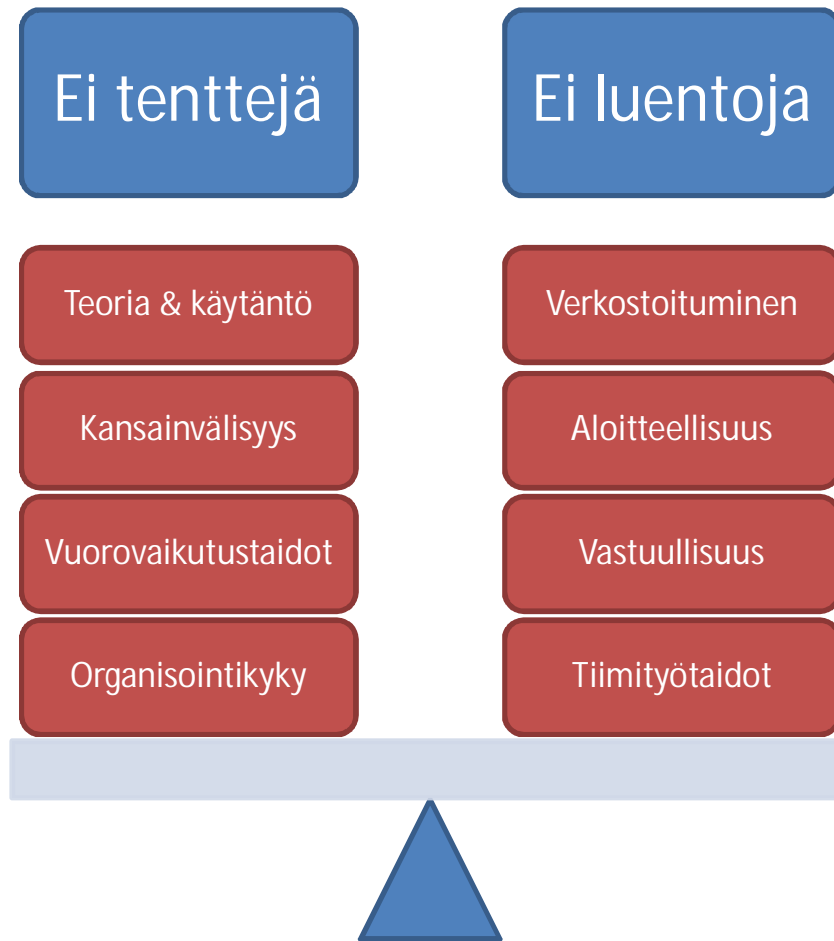 Ei tenttejä
Ei luentoja
Teoria & käytäntö
Verkostoituminen
Kansainvälisyys
Aloitteellisuus
Vuorovaikutustaidot
Vastuullisuus
Organisointikyky
Tiimityötaidot